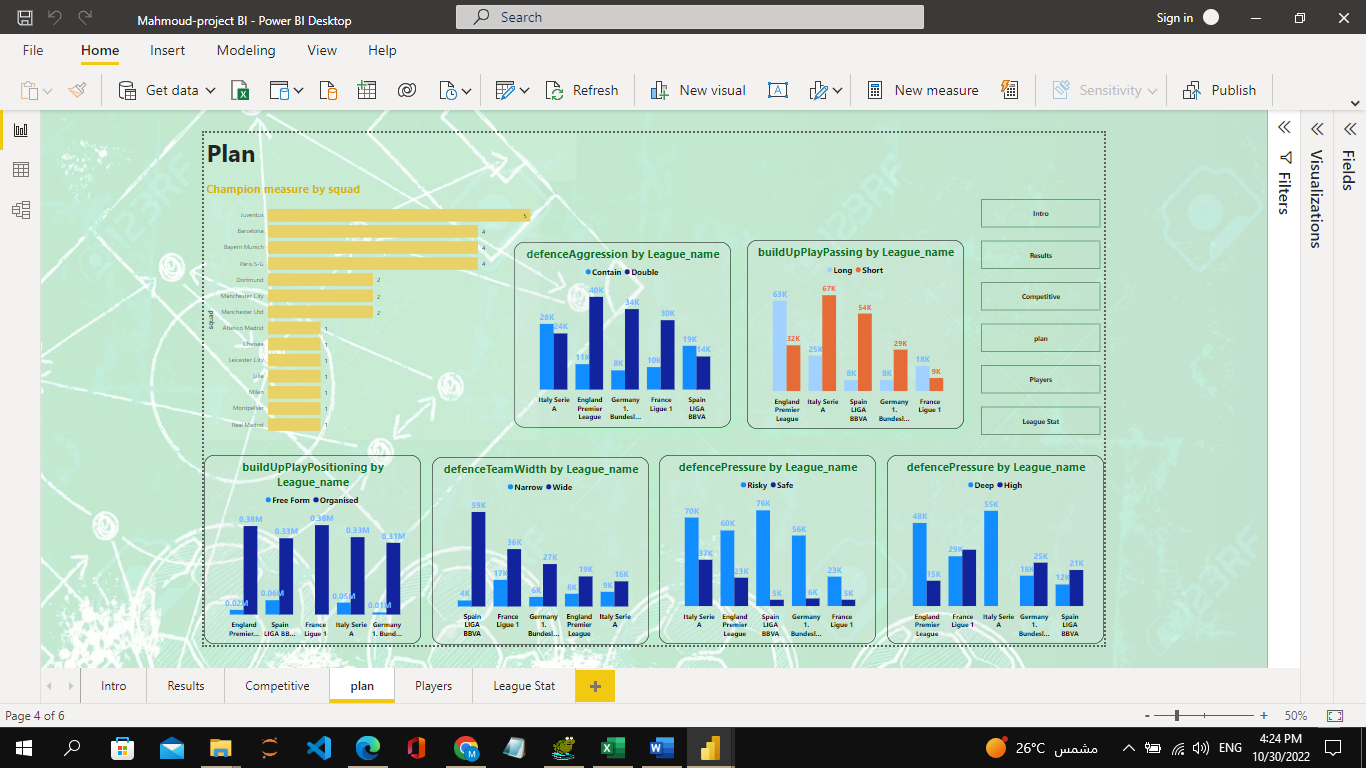 Mahmoud-project BI - Power BI Desktop
Search
Sign in
File Home Insert Modeling View Help
Get data
Refresh
New visual
New measure
Sensitivity
Publish
Plan
Champion measure by squad
squad
Juventus 5
Barcelona 4
Bayern Munich 4
Paris S-G 4
Dortmund 2
Manchester City 2
Manchester Utd 2
Atletico Madrid 1
Chelsea 1
Leicester City 1
Lille 1
Milan 1
Montpellier 1
Real Madrid 1
defenceAggression by League_name
Contain Double
28K 24K 11K 40K 8K 34K 10K 30K 19K 14K
Italy Serie A
England Premier League
Germany 1. Bundesl...
France Ligue 1
Spain LIGA BBVA
buildUpPlayPassing by League_name
Long Short
63K 32K 25K 67K 8K 54K 8K 29K 18K 9K
England Premier League
Italy Serie A
Spain LIGA BBVA
Germany 1. Bundesl...
France Ligue 1
Intro
Results
Competitive
plan
Players
League Stat
buildUpPlayPositioning by
League_name
Free Form Organised
0.02M 0.38M 0.06M 0.33M 0.38M 0.05M 0.33M 0.01M 0.31M
England Premier...
Spain LIGA BB...
France Ligue 1
Italy Serie A
Germany 1. Bund...
defenceTeamWidth by League_name
Narrow Wide
4K 59K 17K 36K 6K 27K 8K 19K 9K 16K
Spain LIGA BBVA
France Ligue 1
Germany 1. Bundesl...
England Premier League
Italy Serie A
defencePressure by League_name
Risky Safe
70K 37K 60K 23K 76K 5K 56K 6K 23K 5K
Italy Serie A
England Premier League
Spain LIGA BBVA
Germany 1. Bundesl...
France Ligue 1
defencePressure by League_name
Deep High
48K 15K 29K 55K 18K 25K 12K 21K
England Premier League
France Ligue 1
Italy Serie A
Germany 1. Bundesl...
Spain LIGA BBVA
Filters
Visualizations
Fields
Intro Results Competitive plan Players League Stat
Page 4 of 6
- + 50%
26°C مشمس
ENG
4:24 PM
10/30/2022